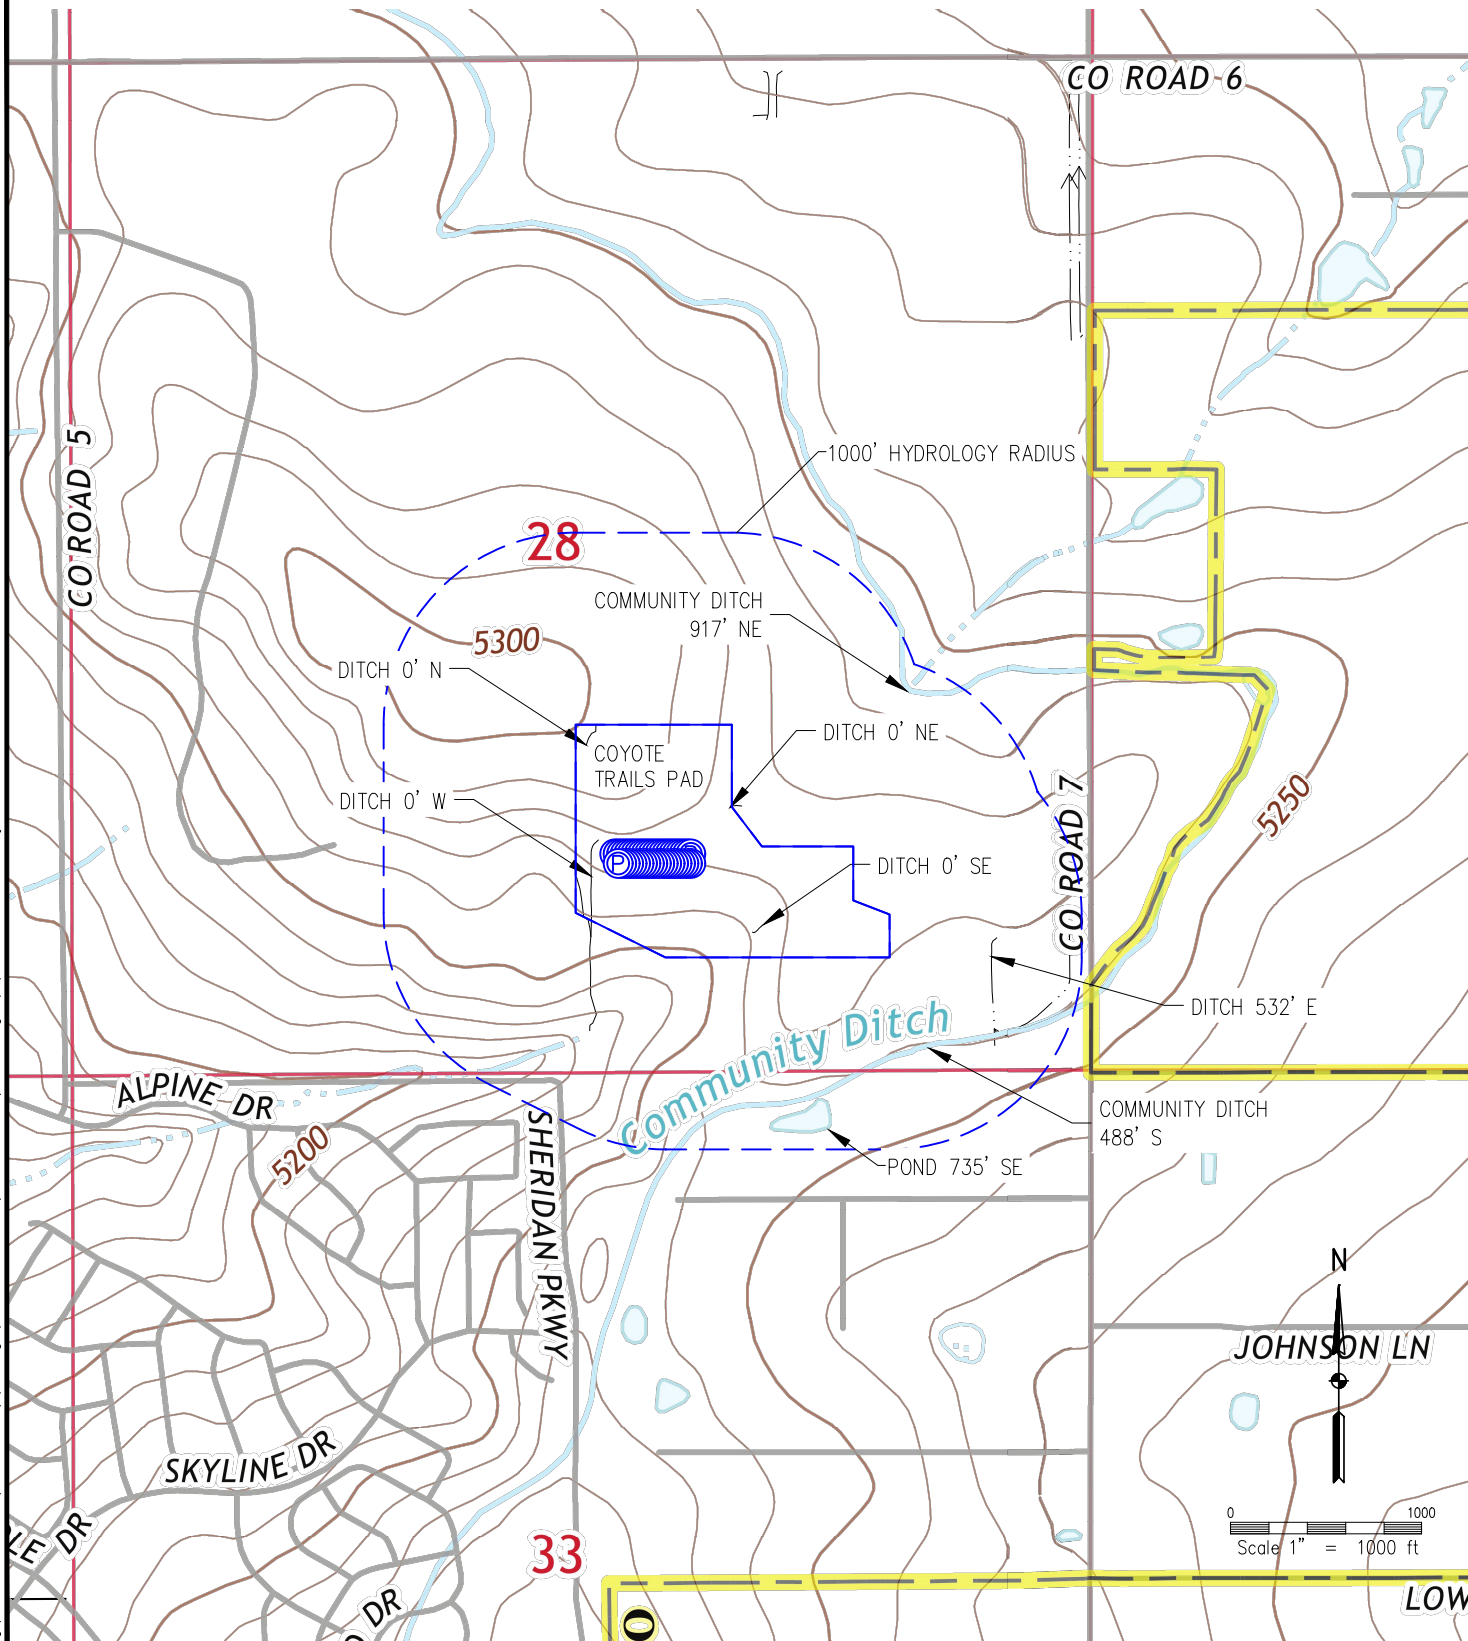 CO ROAD 6
CO ROAD 5
1000' HYDROLOGY RADIUS
28
COMMUNITY DITCH
917' NE
5300
DITCH 0' N
DITCH 0' NE
COYOTE
TRAILS PAD
DITCH 0' W
CO ROAD 7
5250
P
DITCH 0' SE
DITCH 532' E
Community Ditch
ALPINE DR
COMMUNITY DITCH
488' S
5200
SHERIDAN PKWY
POND 735' SE
N
JOHNSON LN
SKYLINE DR
0 1000
Scale 1" = 1000 ft
LE DR
33
DR
LOW
O